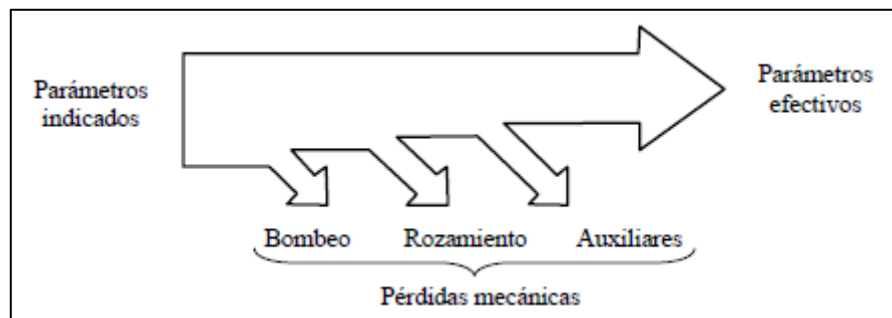 Parámetros
indicados
Parámetros
efectivos
Bombeo Rozamiento Auxiliares
Pérdidas mecánicas